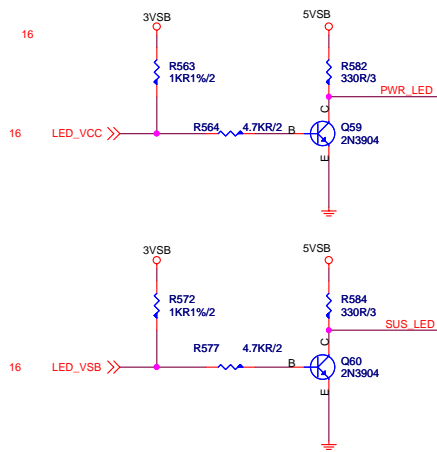 16
3VSB
5VSB
R563
1KR1%/2
R582
330R/3
PWR_LED
C
16
LED_VCC
R564
4.7KR/2
B
Q59
2N3904
E
3VSB
5VSB
R572
1KR1%/2
R584
330R/3
SUS_LED
C
R577
4.7KR/2
16
LED_VSB
B
Q60
2N3904
E